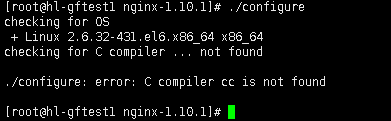 [root@hl-gftest1 nginx-1.10.1]# ./configure
checking for OS
 + Linux 2.6.32-431.el6.x86_64 x86_64
checking for C compiler ... not found

./configure: error: C compiler cc is not found

[root@hl-gftest1 nginx-1.10.1]#